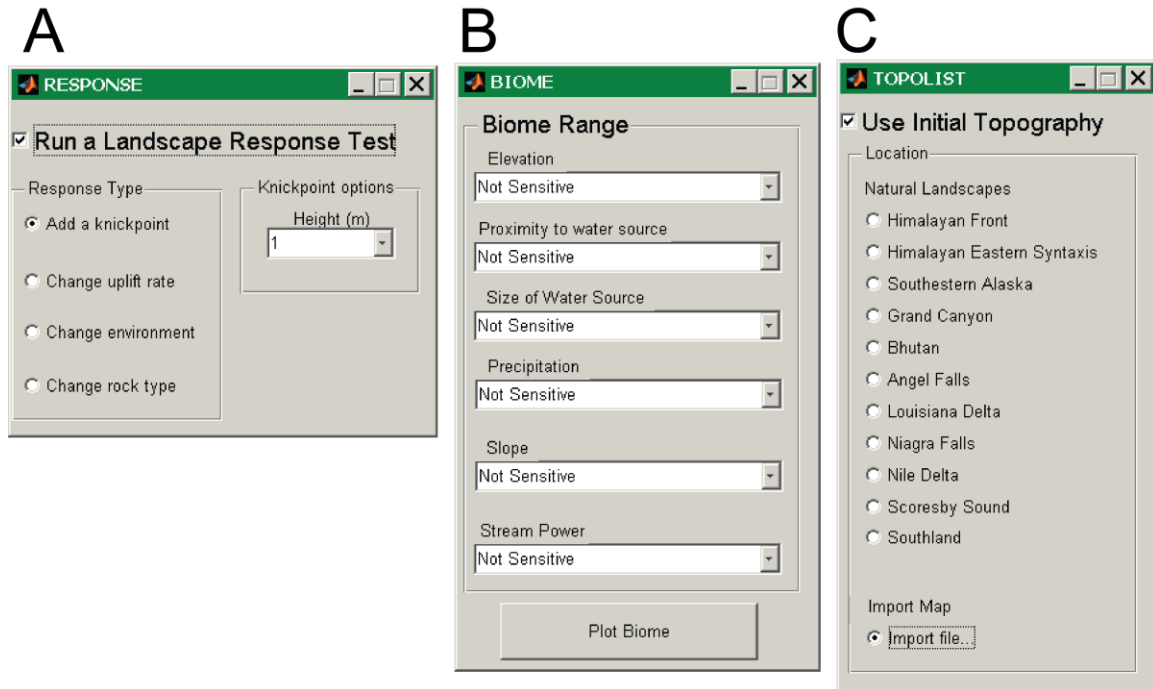 A
RESPONSE
Run a Landscape Response Test
Response Type
Add a knickpoint
Change uplift rate
Change environment
Change rock type
Knickpoint options
Height (m)
1
B
BIOME
Biome Range
Elevation
Not Sensitive
Proximity to water source
Not Sensitive
Size of Water Source
Not Sensitive
Precipitation
Not Sensitive
Slope
Not Sensitive
Stream Power
Not Sensitive
Plot Biome
C
TOPOLIST
Use Initial Topography
Location
Natural Landscapes
Himalayan Front
Himalayan Eastern Syntaxis
Southestern Alaska
Grand Canyon
Bhutan
Angel Falls
Louisiana Delta
Niagra Falls
Nile Delta
Scoresby Sound
Southland
Import Map
Import file...